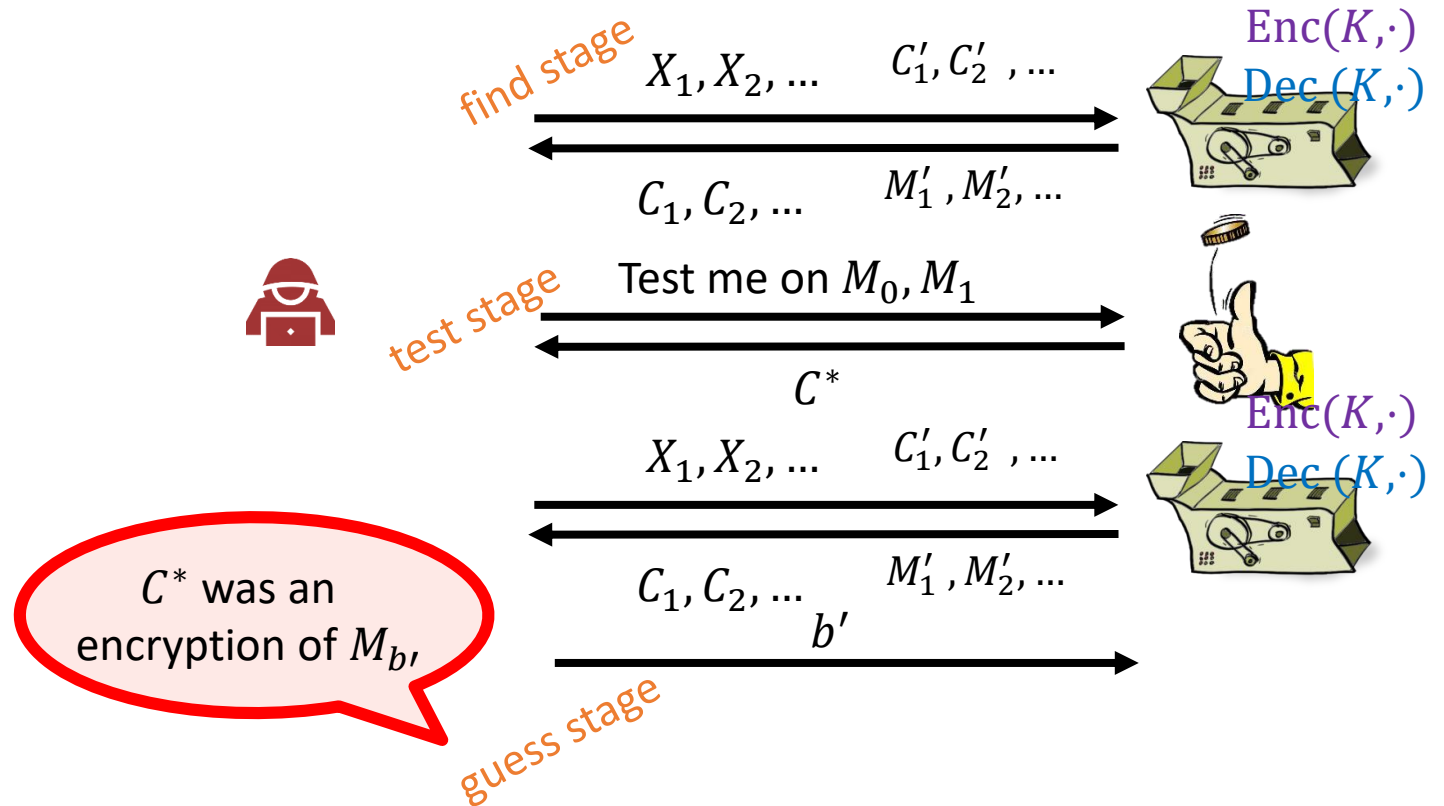 find stage
X₁, X₂, … C′₁, C′₂ , …
Enc(K,·)
Dec (K,·)
C₁, C₂, … M′₁ , M′₂, …
test stage
Test me on M₀, M₁
C*
Enc(K,·)
Dec (K,·)
X₁, X₂, … C′₁, C′₂ , …
C₁, C₂, … M′₁ , M′₂, …
C* was an
encryption of M_b′
b′
guess stage